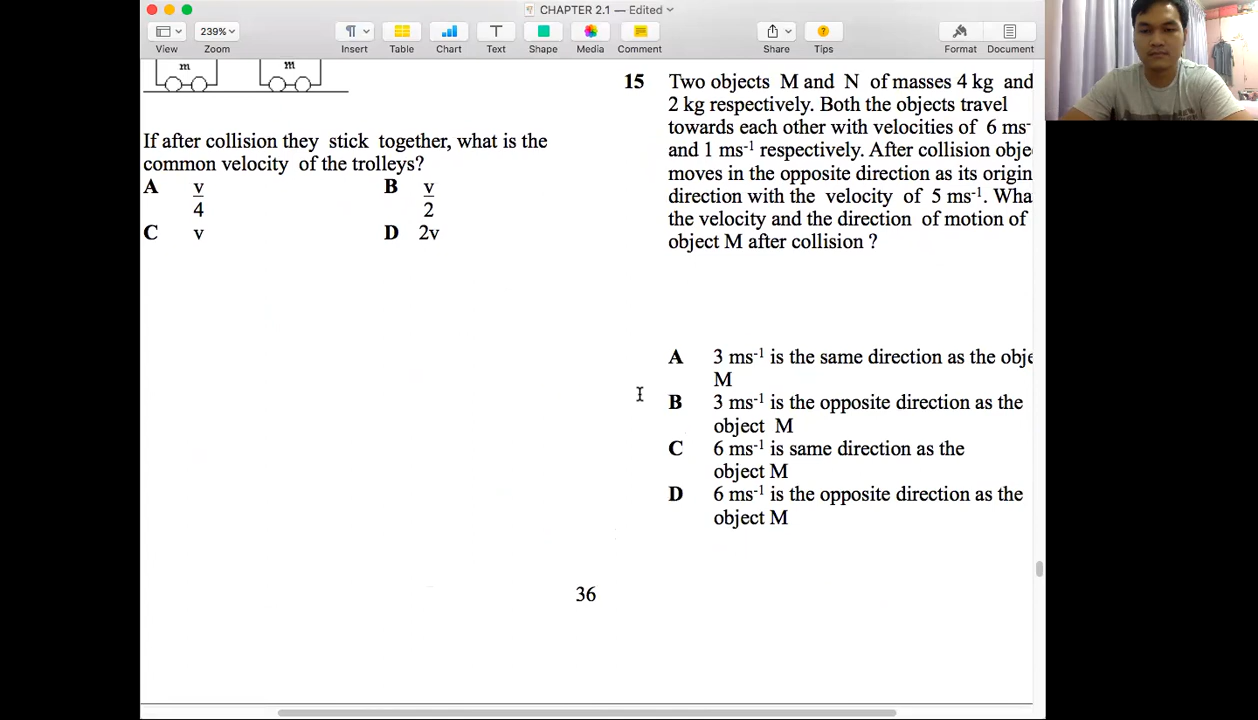 CHAPTER 2.1 — Edited
239%
View
Zoom
Insert
Table
Chart
Text
Shape
Media
Comment
Share
Tips
Format
Document
m
m
If after collision they stick together, what is the
common velocity of the trolleys?
A v/4 B v/2
C v D 2v
15 Two objects M and N of masses 4 kg and
2 kg respectively. Both the objects travel
towards each other with velocities of 6 ms-
and 1 ms-1 respectively. After collision obje
moves in the opposite direction as its origin
direction with the velocity of 5 ms-1. Wha
the velocity and the direction of motion of
object M after collision ?
A 3 ms-1 is the same direction as the obje
M
B 3 ms-1 is the opposite direction as the
object M
C 6 ms-1 is same direction as the
object M
D 6 ms-1 is the opposite direction as the
object M
36